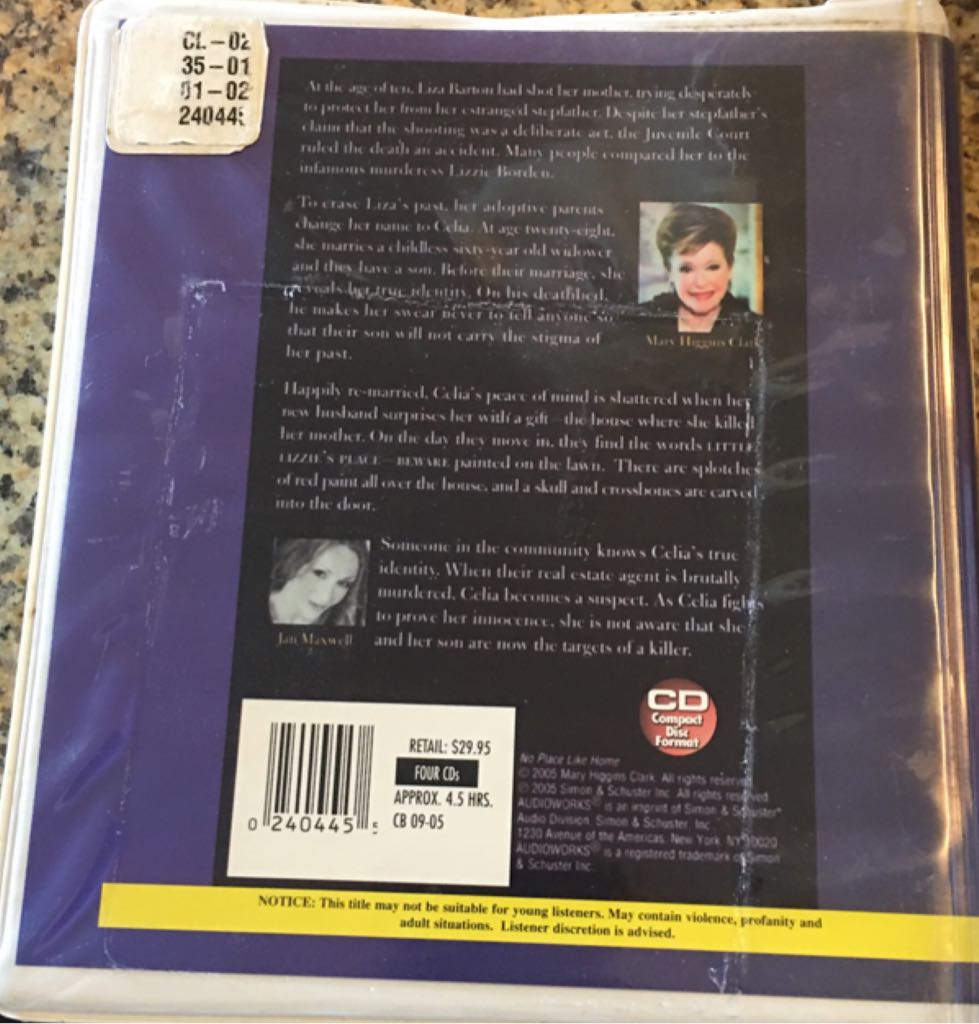 CL-02
35-01
01-02
240445
At the age of ten, Liza Barton had shot her mother, trying desperately
to protect her from her estranged stepfather. Despite her stepfather's
claim that the shooting was a deliberate act, the Juvenile Court
ruled the death an accident. Many people compared her to the
infamous murderess Lizzie Borden.
To erase Liza's past, her adoptive parents
change her name to Celia. At age twenty-eight,
she marries a childless sixty-year old widower
and they have a son. Before their marriage, she
reveals her true identity. On his deathbed,
he makes her swear never to tell anyone so
that their son will not carry the stigma of
her past.
Mary Higgins Clark
Happily re-married, Celia's peace of mind is shattered when her
new husband surprises her with a gift—the house where she killed
her mother. On the day they move in, they find the words LITTLE
LIZZIE'S PLACE—BEWARE painted on the lawn. There are splotches
of red paint all over the house, and a skull and crossbones are carved
into the door.
Someone in the community knows Celia's true
identity. When their real estate agent is brutally
murdered, Celia becomes a suspect. As Celia fights
to prove her innocence, she is not aware that she
and her son are now the targets of a killer.
Jan Maxwell
CD
Compact
Disc
Format
RETAIL: $29.95
FOUR CDs
APPROX. 4.5 HRS.
CB 09-05
0 240445 5
No Place Like Home
© 2005 Mary Higgins Clark. All rights reserved.
℗ 2005 Simon & Schuster Inc. All rights reserved.
AUDIOWORKS® is an imprint of Simon & Schuster
Audio Division, Simon & Schuster, Inc.
1230 Avenue of the Americas, New York, NY 10020
AUDIOWORKS® is a registered trademark of Simon
& Schuster Inc.
NOTICE: This title may not be suitable for young listeners. May contain violence, profanity and
adult situations. Listener discretion is advised.